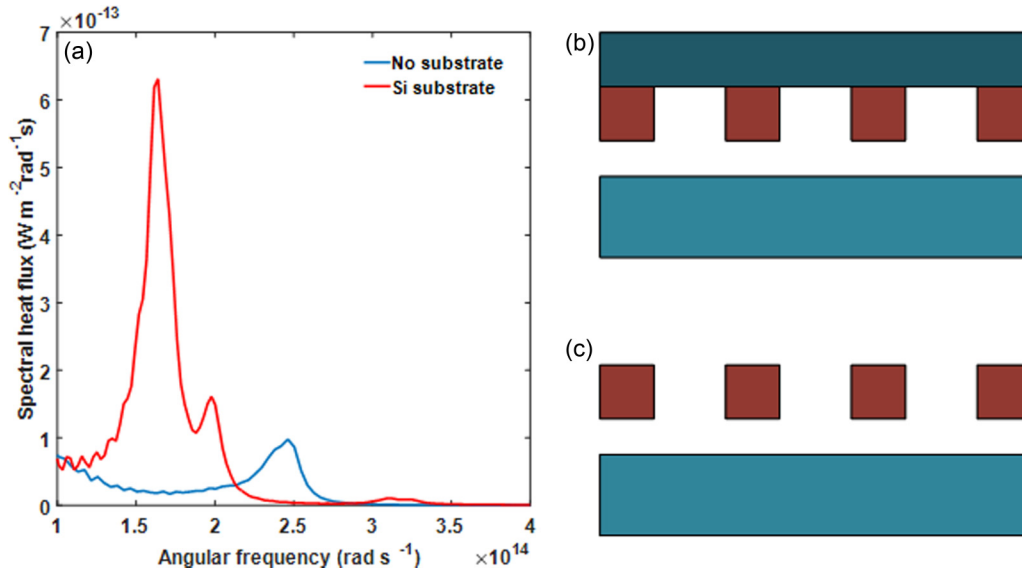 ×10⁻¹³
7
(a)
No substrate
Si substrate
6
5
4
3
2
1
0
Spectral heat flux (W m ⁻²rad⁻¹s)
1
1.5
2
2.5
3
3.5
4
Angular frequency (rad s ⁻¹)
×10¹⁴
(b)
(c)